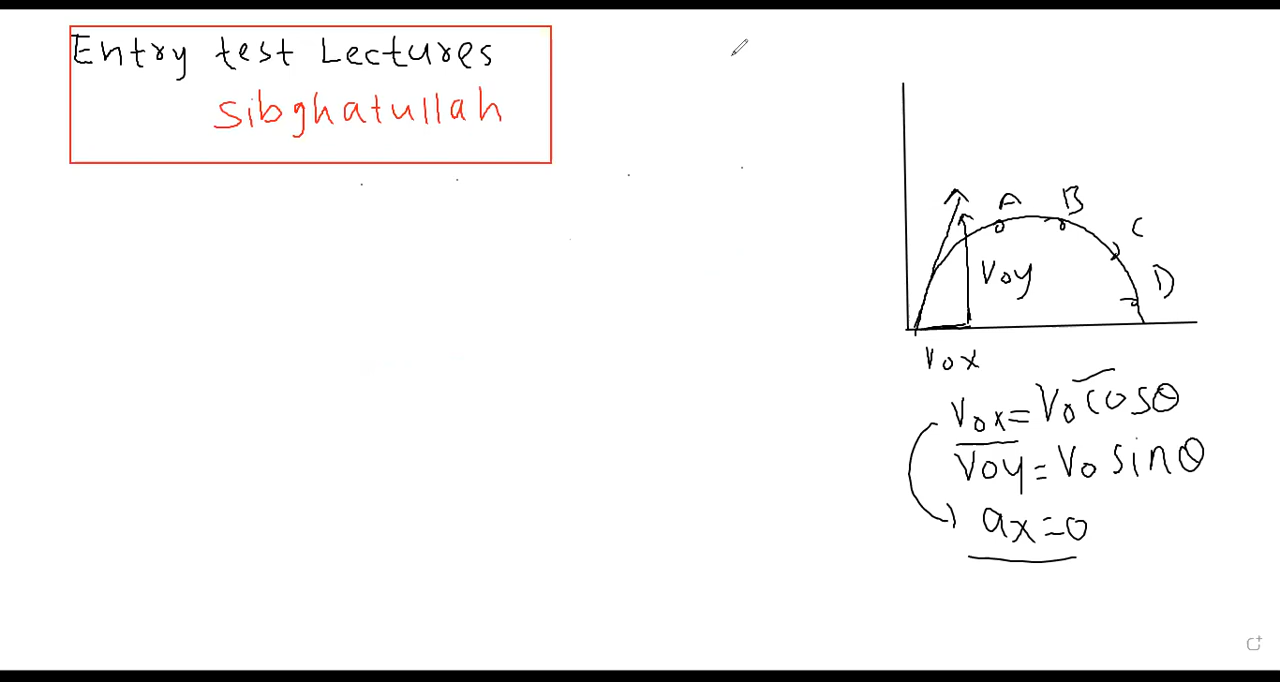 Entry test Lectures
Sibghatullah
A
B
C
D
Voy
Vox
Vox=Vo cosθ
Voy=Vo sinθ
ax=0